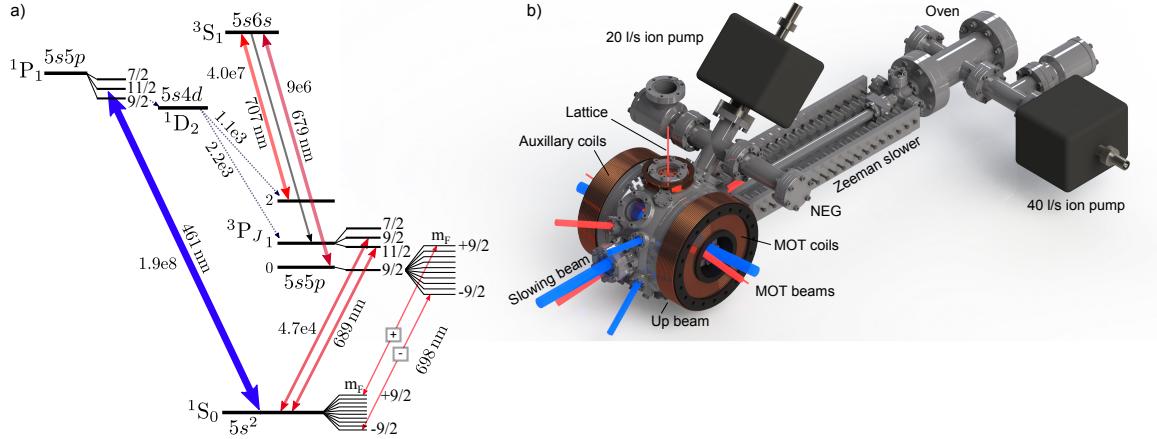 a)
5s6s
³S₁
5s5p
¹P₁
7/2
11/2
9/2
5s4d
¹D₂
4.0e7
707 nm
9e6
679 nm
1.1e3
2.2e3
2
³P_J
1
0
5s5p
7/2
9/2
11/2
9/2
m_F
+9/2
-9/2
461 nm
1.9e8
4.7e4
689 nm
+
-
698 nm
¹S₀
5s²
m_F
+9/2
-9/2
b)
Oven
20 l/s ion pump
Lattice
Auxillary coils
Zeeman slower
40 l/s ion pump
NEG
MOT coils
Slowing beam
MOT beams
Up beam